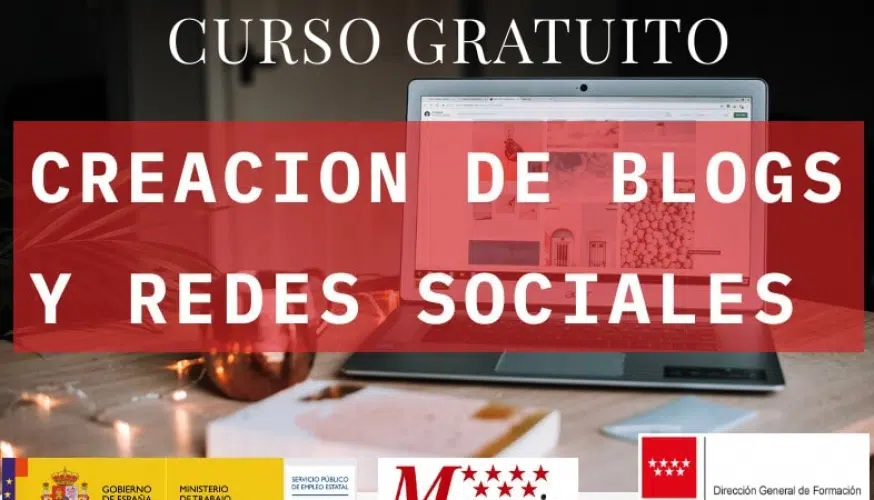 CURSO GRATUITO
CREACION DE BLOGS
Y REDES SOCIALES
GOBIERNO
DE ESPAÑA
MINISTERIO
DE TRABAJO
SERVICIO PÚBLICO
DE EMPLEO ESTATAL
M
Dirección General de Formación